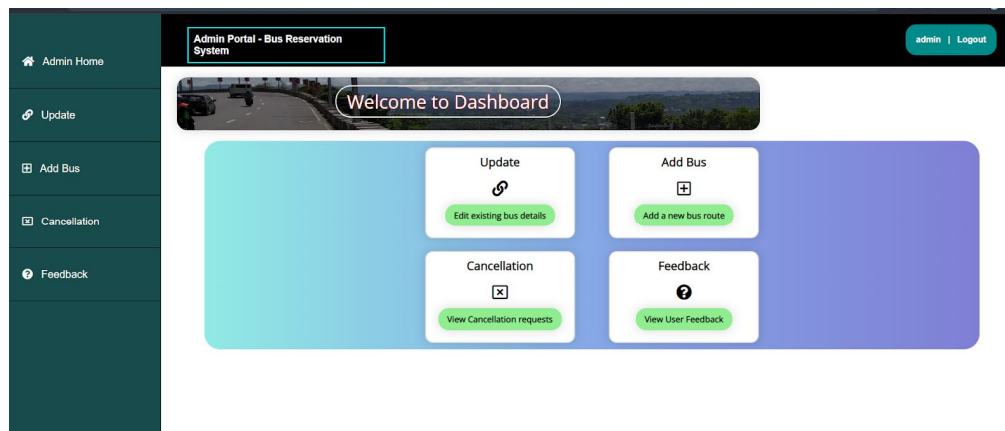 Admin Portal - Bus Reservation
System
admin | Logout
Admin Home
Update
Add Bus
Cancellation
Feedback
Welcome to Dashboard
Update
Edit existing bus details
Add Bus
Add a new bus route
Cancellation
View Cancellation requests
Feedback
View User Feedback